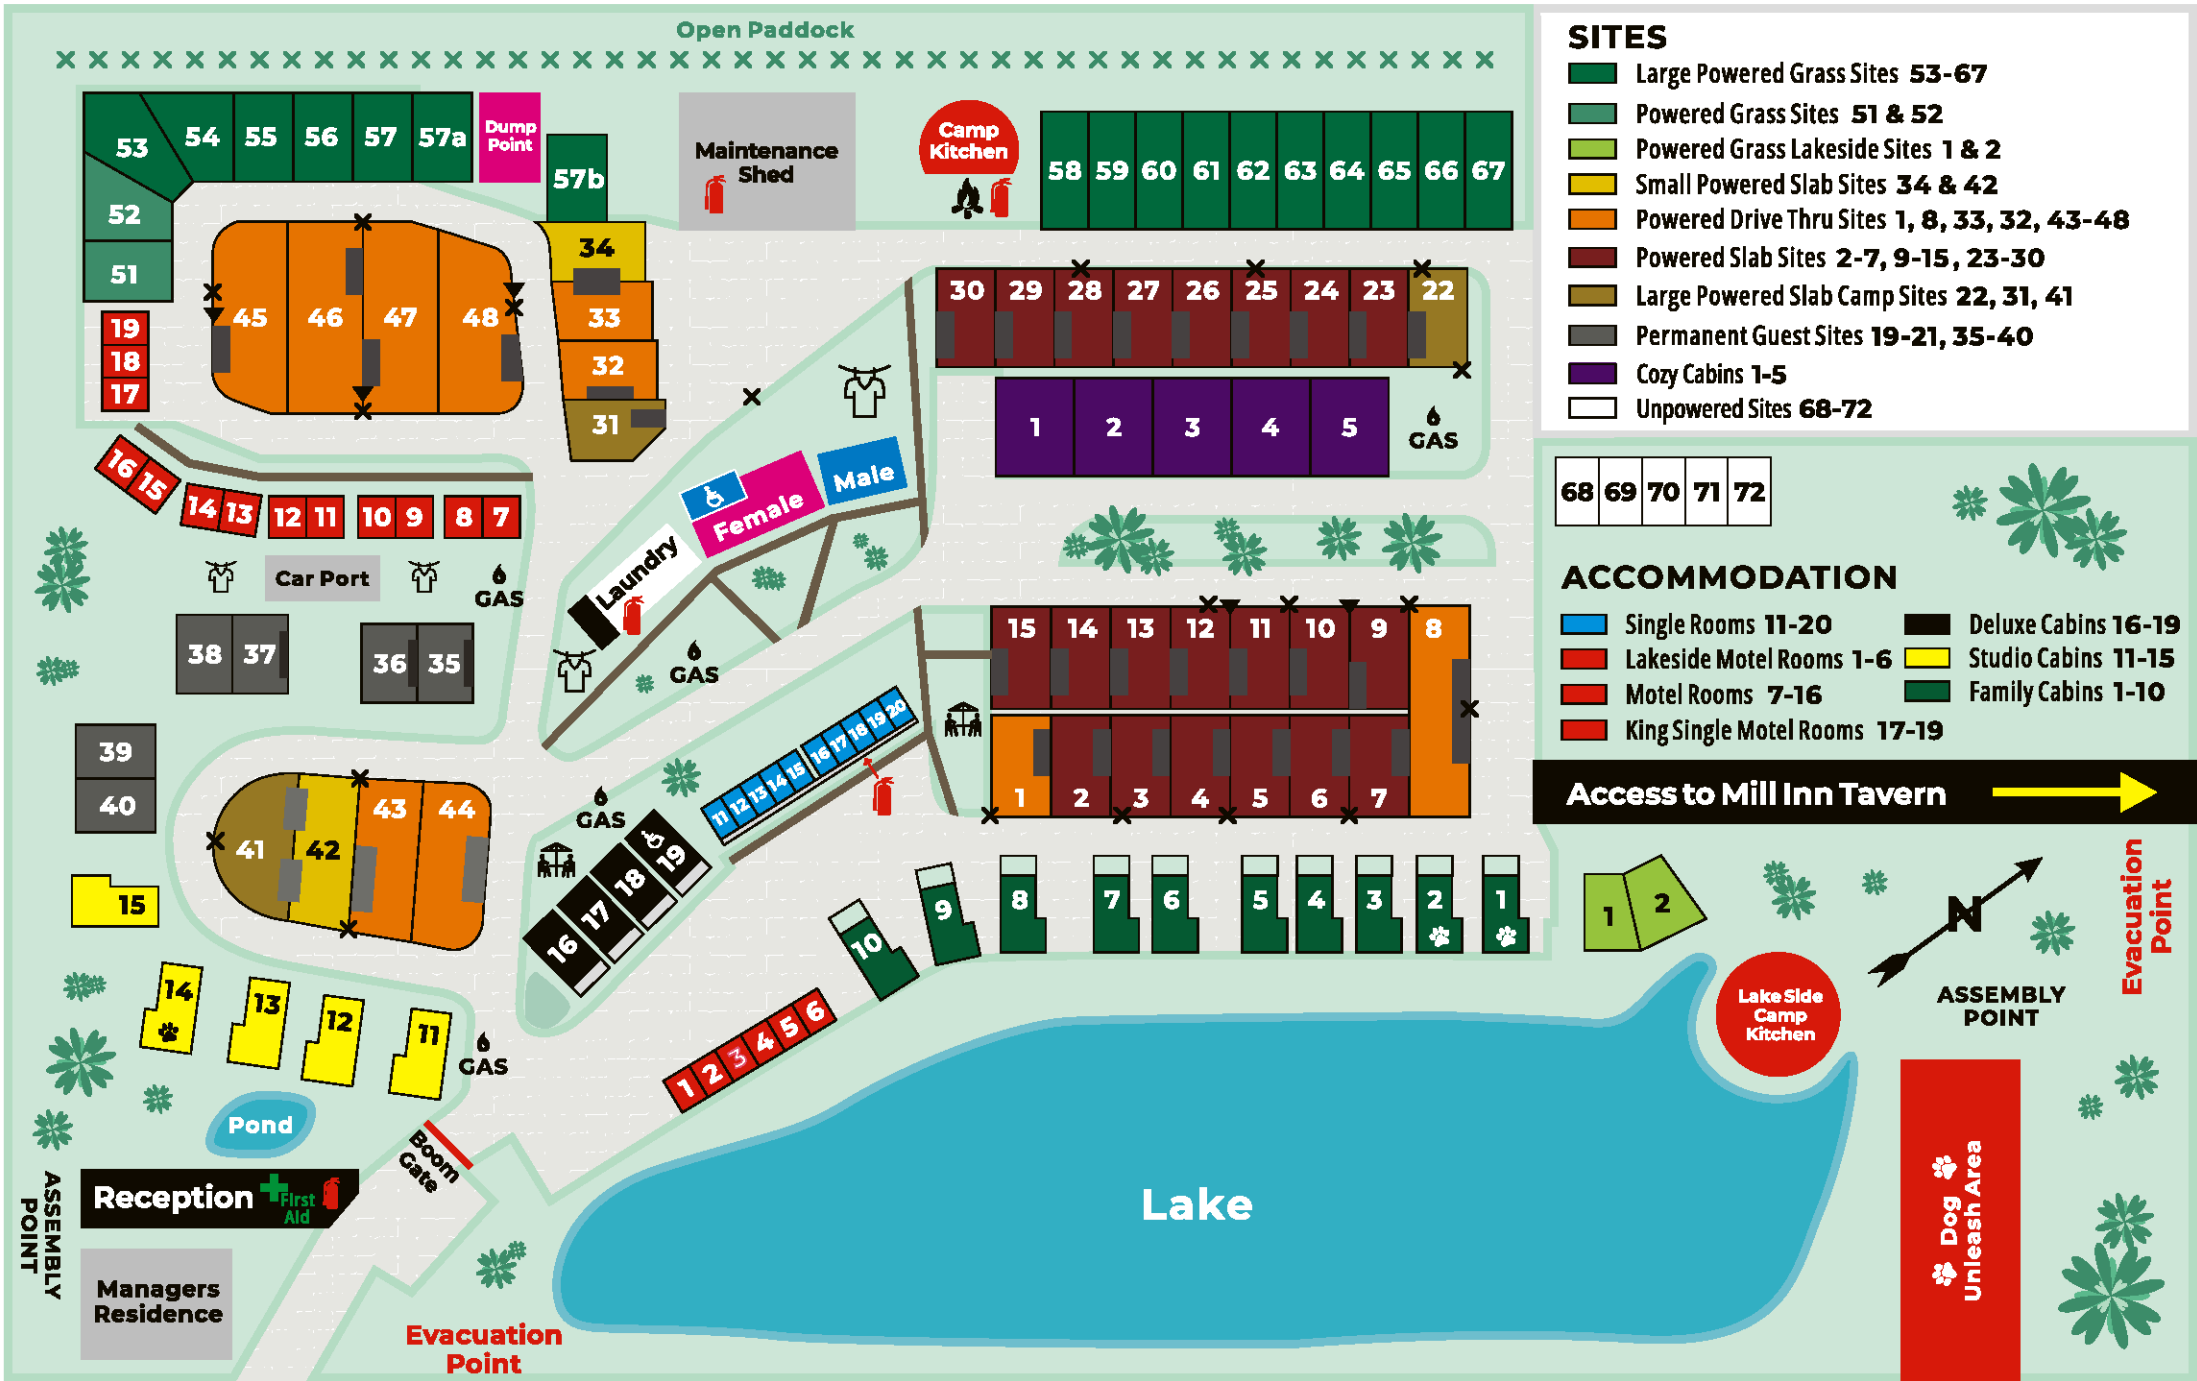 Open Paddock
53
54
55
56
57
57a
Dump
Point
57b
52
51
Maintenance
Shed
Camp
Kitchen
58 59 60 61 62 63 64 65 66 67
SITES
Large Powered Grass Sites 53-67
Powered Grass Sites 51 & 52
Powered Grass Lakeside Sites 1 & 2
Small Powered Slab Sites 34 & 42
Powered Drive Thru Sites 1, 8, 33, 32, 43-48
Powered Slab Sites 2-7, 9-15, 23-30
Large Powered Slab Camp Sites 22, 31, 41
Permanent Guest Sites 19-21, 35-40
Cozy Cabins 1-5
Unpowered Sites 68-72
45 46 47 48
34
33
32
31
19
18
17
30 29 28 27 26 25 24 23 22
1 2 3 4 5
GAS
16 15 14 13 12 11 10 9 8 7
Car Port
GAS
38 37
36 35
39
40
Male
Female
Laundry
GAS
68 69 70 71 72
ACCOMMODATION
Single Rooms 11-20
Lakeside Motel Rooms 1-6
Motel Rooms 7-16
King Single Motel Rooms 17-19
Deluxe Cabins 16-19
Studio Cabins 11-15
Family Cabins 1-10
Access to Mill Inn Tavern
15 14 13 12 11 10 9 8
1 2 3 4 5 6 7
11 12 13 14 15 16 17 18 19 20
GAS
41 42 43 44
16 17 18 19
15
14 13 12 11
GAS
10 9 8 7 6 5 4 3 2 1
1 2
N
Evacuation
Point
ASSEMBLY
POINT
Lake Side
Camp
Kitchen
1 2 3 4 5 6
Pond
Boom
Gate
Reception
First
Aid
ASSEMBLY
POINT
Managers
Residence
Evacuation
Point
Lake
Dog
Unleash Area